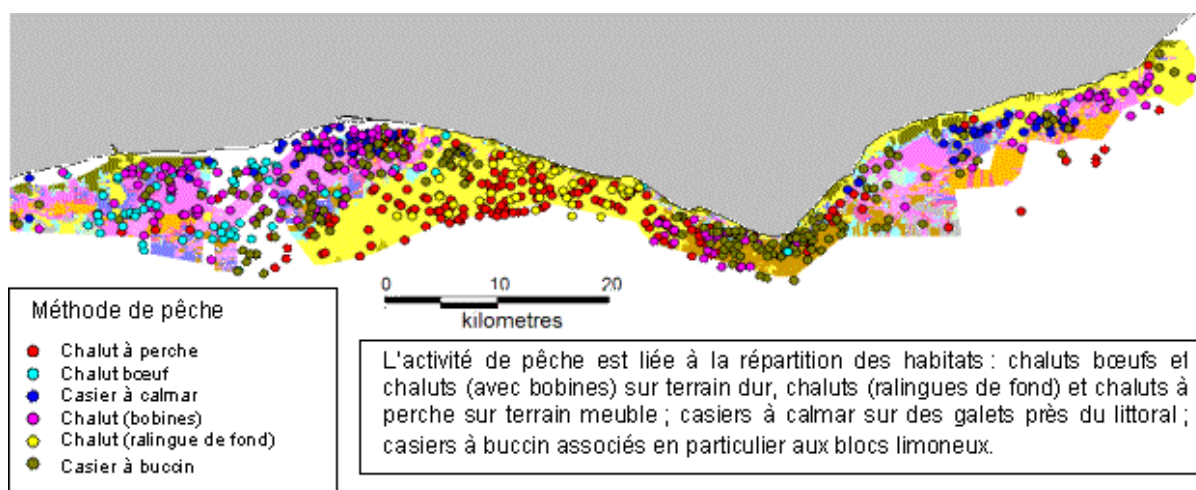 0 10 20
kilometres
Méthode de pêche
Chalut à perche
Chalut bœuf
Casier à calmar
Chalut (bobines)
Chalut (ralingue de fond)
Casier à buccin
L'activité de pêche est liée à la répartition des habitats : chaluts bœufs et
chaluts (avec bobines) sur terrain dur, chaluts (ralingues de fond) et chaluts à
perche sur terrain meuble ; casiers à calmar sur des galets près du littoral ;
casiers à buccin associés en particulier aux blocs limoneux.